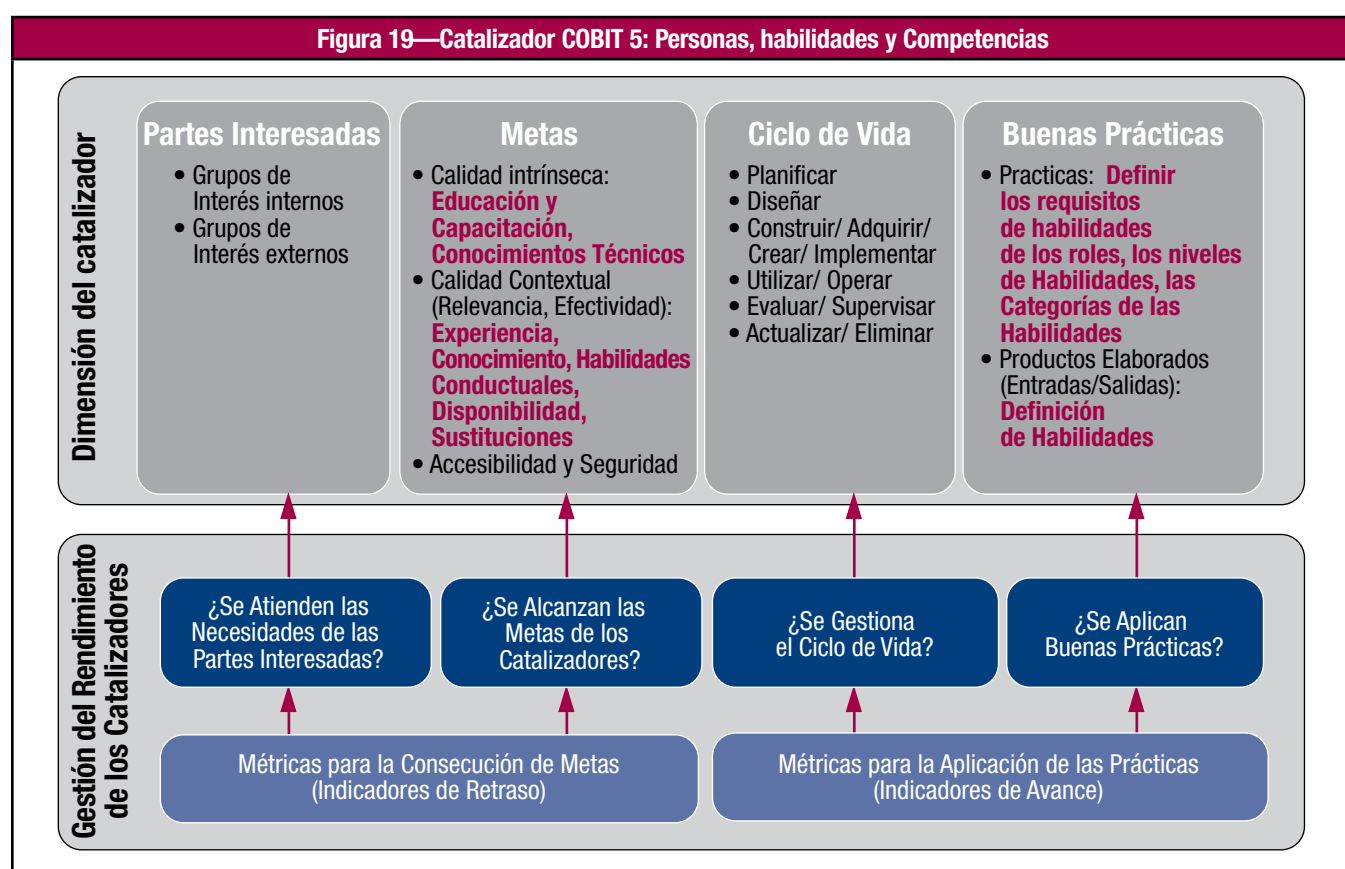 Figura 19—Catalizador COBIT 5: Personas, habilidades y Competencias
Dimensión del catalizador
Partes Interesadas
• Grupos de
Interés internos
• Grupos de
Interés externos
Metas
• Calidad intrínseca:
Educación y
Capacitación,
Conocimientos Técnicos
• Calidad Contextual
(Relevancia, Efectividad):
Experiencia,
Conocimiento, Habilidades
Conductuales,
Disponibilidad,
Sustituciones
• Accesibilidad y Seguridad
Ciclo de Vida
• Planificar
• Diseñar
• Construir/ Adquirir/
Crear/ Implementar
• Utilizar/ Operar
• Evaluar/ Supervisar
• Actualizar/ Eliminar
Buenas Prácticas
• Practicas: Definir
los requisitos
de habilidades
de los roles, los niveles
de Habilidades, las
Categorías de las
Habilidades
• Productos Elaborados
(Entradas/Salidas):
Definición
de Habilidades
Gestión del Rendimiento
de los Catalizadores
¿Se Atienden las
Necesidades de las
Partes Interesadas?
¿Se Alcanzan las
Metas de los
Catalizadores?
¿Se Gestiona
el Ciclo de Vida?
¿Se Aplican
Buenas Prácticas?
Métricas para la Consecución de Metas
(Indicadores de Retraso)
Métricas para la Aplicación de las Prácticas
(Indicadores de Avance)